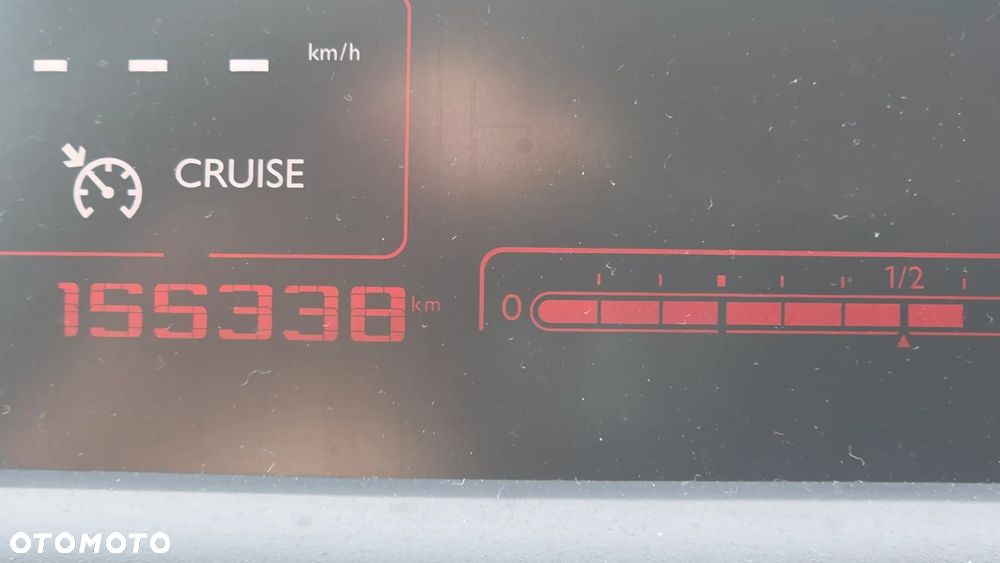 - - - km/h
CRUISE
155338 km
0 1/2
OTOMOTO